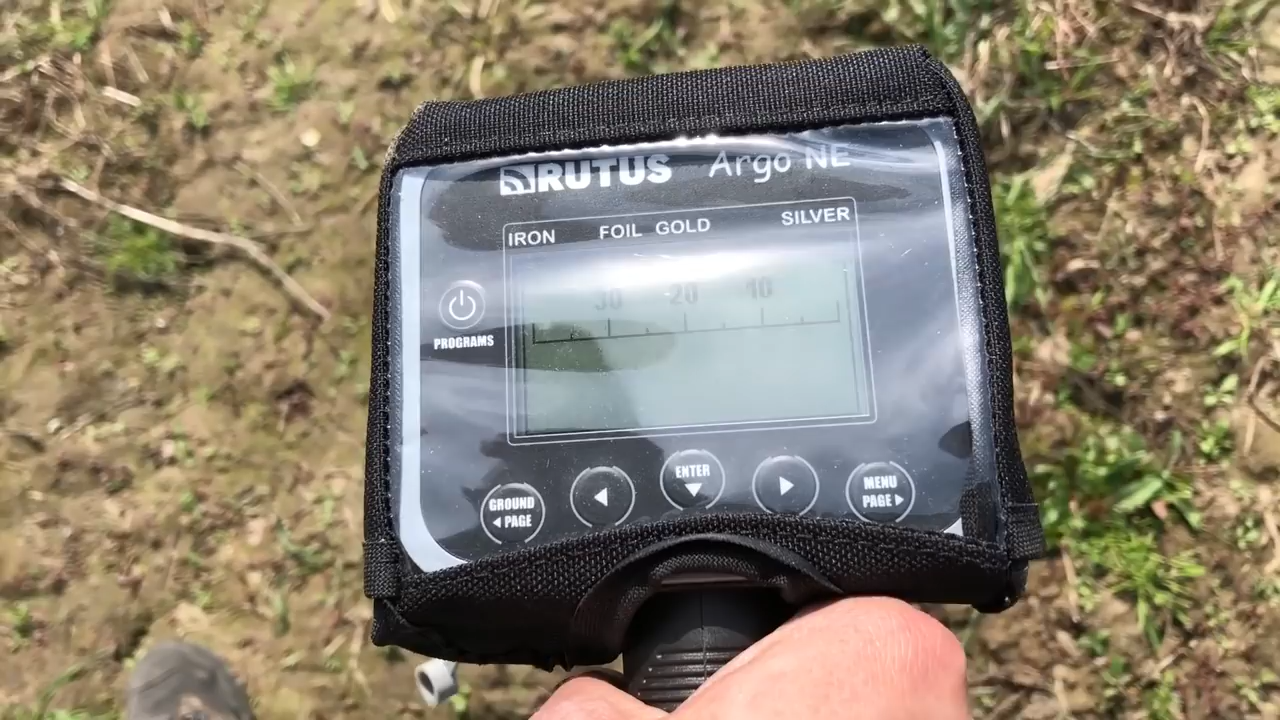 RUTUS Argo NE
IRON FOIL GOLD SILVER
30 20 10
PROGRAMS
GROUND
PAGE
ENTER
MENU
PAGE